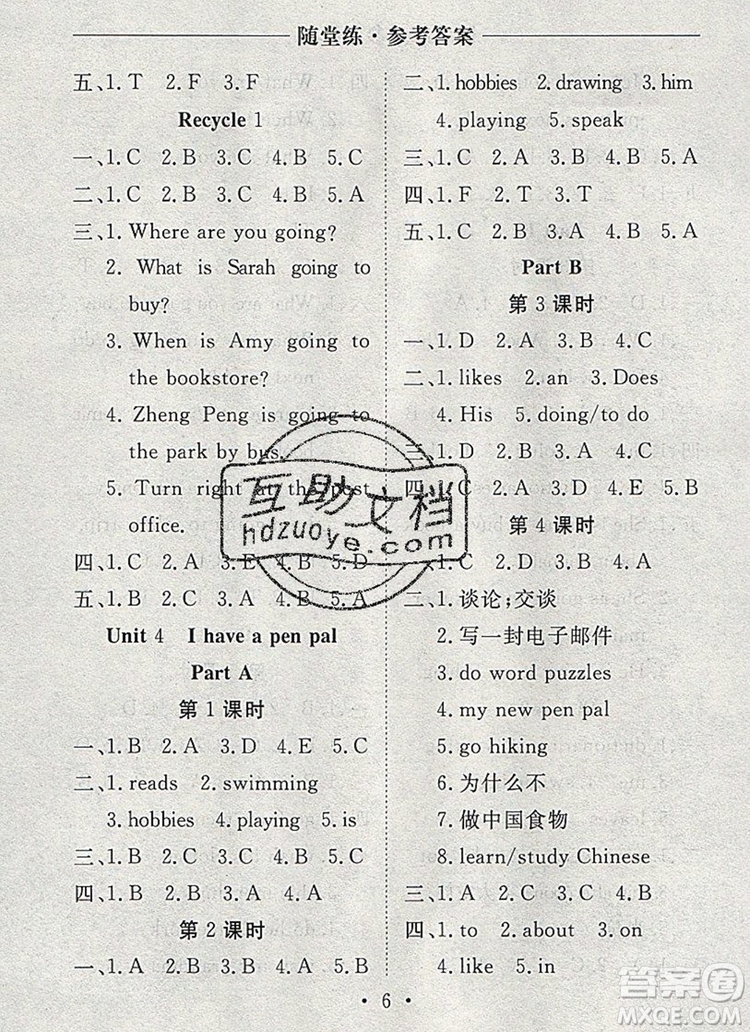 随堂练·参考答案
五、1.T 2.F 3.F
Recycle 1
一、1.C 2.B 3.C 4.B 5.C
二、1.C 2.C 3.B 4.B 5.A
三、1. Where are you going?
2. What is Sarah going to
buy?
3. When is Amy going to
the bookstore?
4. Zheng Peng is going to
the park by bus.
5. Turn right at the post
office.
四、1.C 2.A 3.E 4.B 5.D
五、1.B 2.A 3.C 4.B 5.A
Unit 4 I have a pen pal
Part A
第1课时
一、1.B 2.A 3.D 4.E 5.C
二、1. reads 2. swimming
3. hobbies 4. playing 5. is
三、1.C 2.B 3.B 4.C
四、1.B 2.B 3.A 4.B
第2课时
一、1.A 2.B 3.B 4.A
二、1. hobbies 2. drawing 3. him
4. playing 5. speak
三、1.C 2.A 3.B 4.B 5.A
四、1.F 2.T 3.T
五、1.C 2.B 3.A 4.B 5.A
Part B
第3课时
一、1.D 2.A 3.B 4.C
二、1. likes 2. an 3. Does
4. His 5. doing/to do
三、1.B 2.B 3.A 4.C
四、1.C 2.A 3.D 4.E 5.B
第4课时
一、1.C 2.D 3.B 4.A
二、1. 谈论;交谈
2. 写一封电子邮件
3. do word puzzles
4. my new pen pal
5. go hiking
6. 为什么不
7. 做中国食物
8. learn/study Chinese
三、1.A 2.C 3.B 4.C 5.A
四、1. to 2. about 3. on
4. like 5. in
· 6 ·
互助文档
hdzuoye.com
答案圈
MXQE.COM